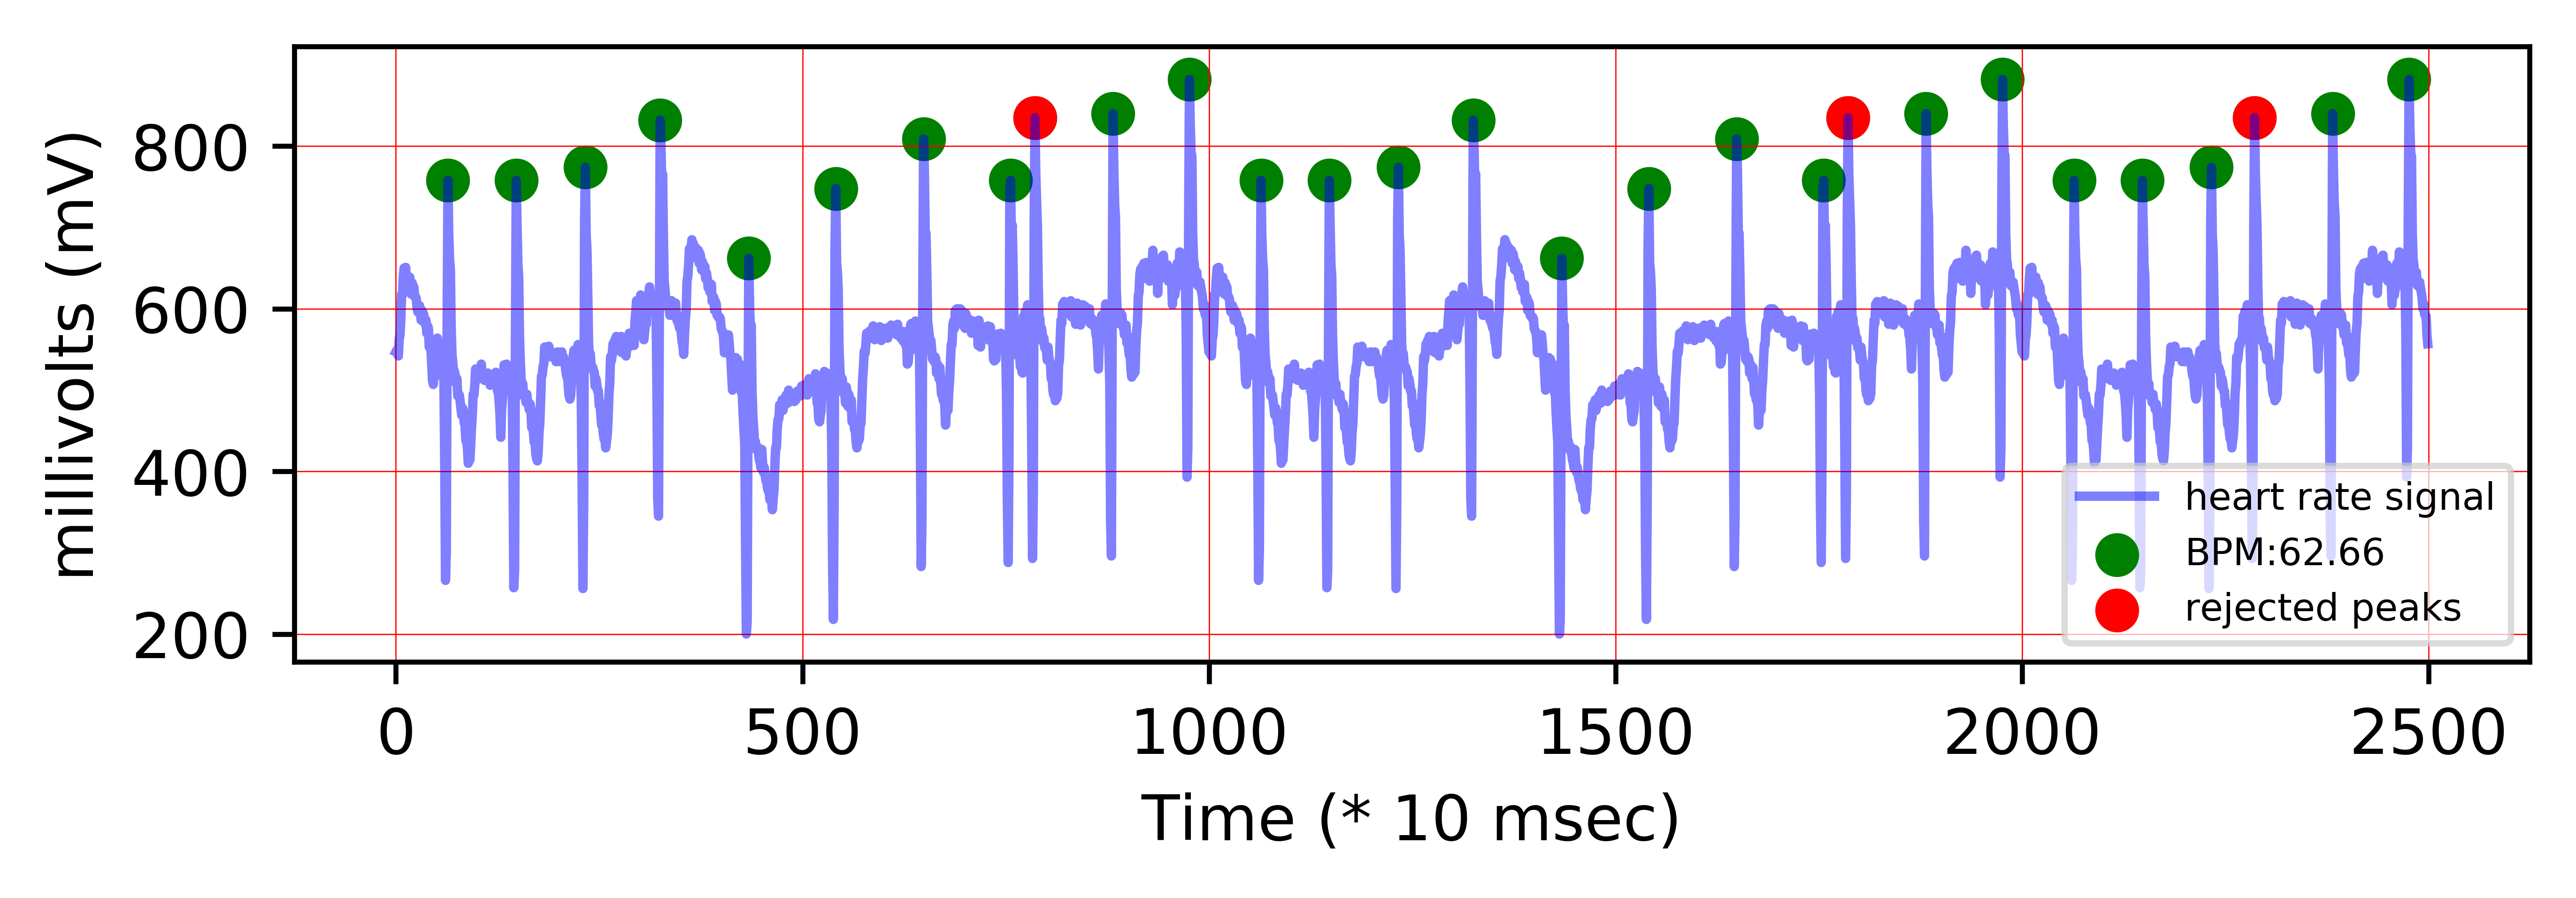 millivolts (mV)
800
600
400
200
heart rate signal
BPM:62.66
rejected peaks
0 500 1000 1500 2000 2500
Time (* 10 msec)